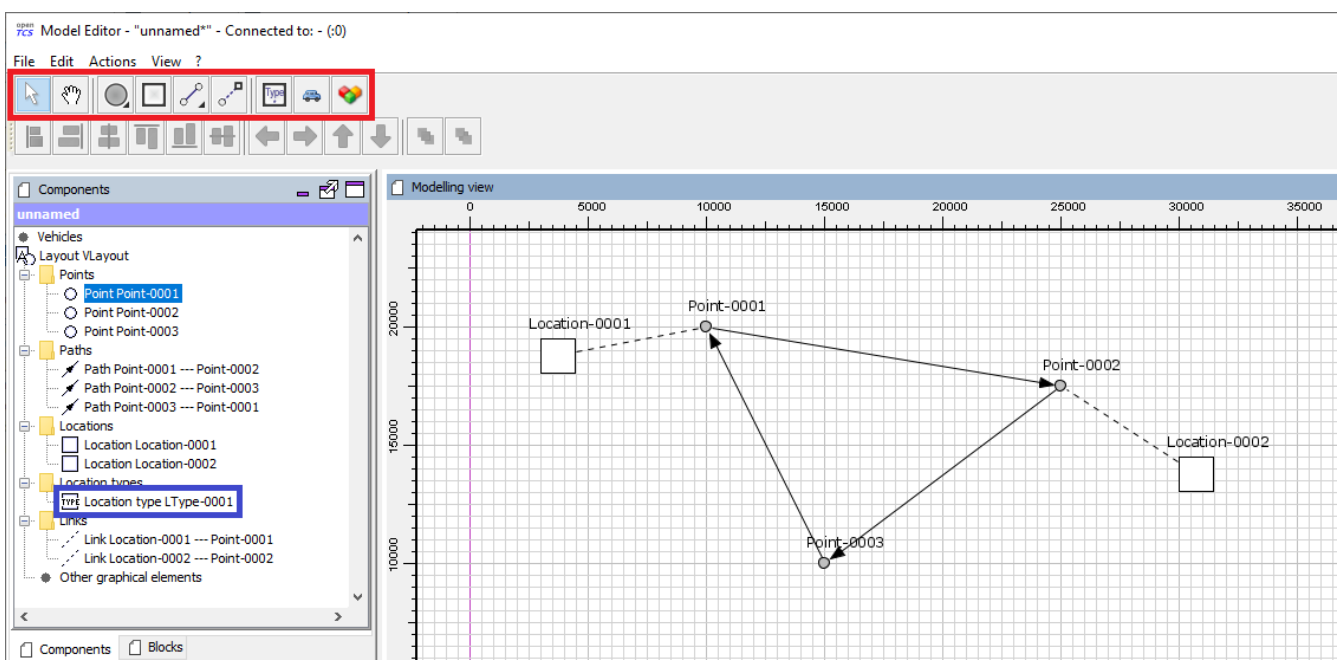 open TCS Model Editor - "unnamed*" - Connected to: - (:0)
File Edit Actions View ?
Type
Components
unnamed
Vehicles
Layout VLayout
Points
Point Point-0001
Point Point-0002
Point Point-0003
Paths
Path Point-0001 --- Point-0002
Path Point-0002 --- Point-0003
Path Point-0003 --- Point-0001
Locations
Location Location-0001
Location Location-0002
Location types
TYPE Location type LType-0001
Links
Link Location-0001 --- Point-0001
Link Location-0002 --- Point-0002
Other graphical elements
Components Blocks
Modelling view
0 5000 10000 15000 20000 25000 30000 35000
20000
15000
10000
Point-0001
Location-0001
Point-0002
Location-0002
Point-0003